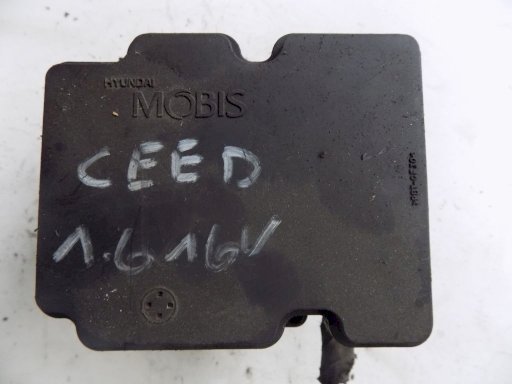 HYUNDAI
MOBIS
CEED
1.6 16V